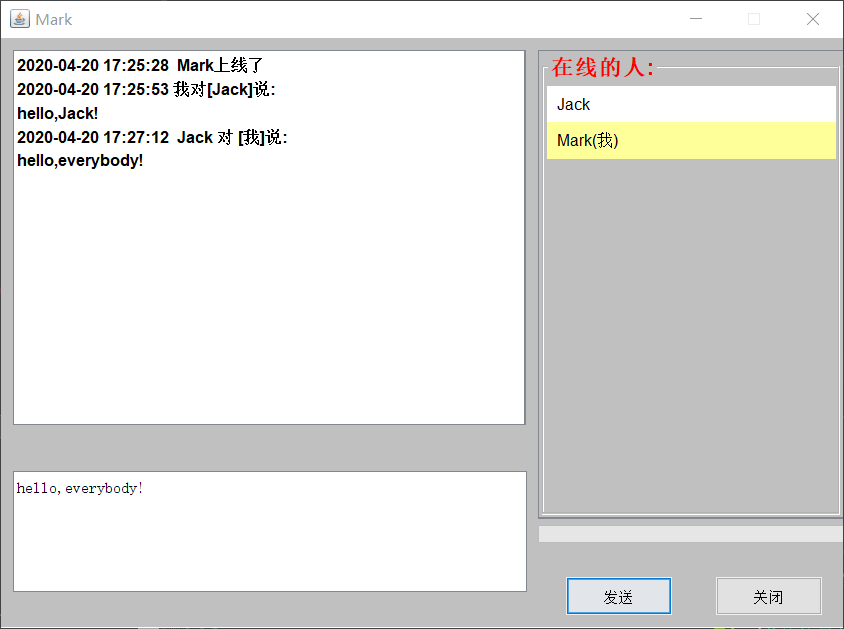 Mark
2020-04-20 17:25:28  Mark上线了
2020-04-20 17:25:53 我对[Jack]说:
hello,Jack!
2020-04-20 17:27:12  Jack 对 [我]说:
hello,everybody!
在线的人:
Jack
Mark(我)
hello,everybody!
发送
关闭